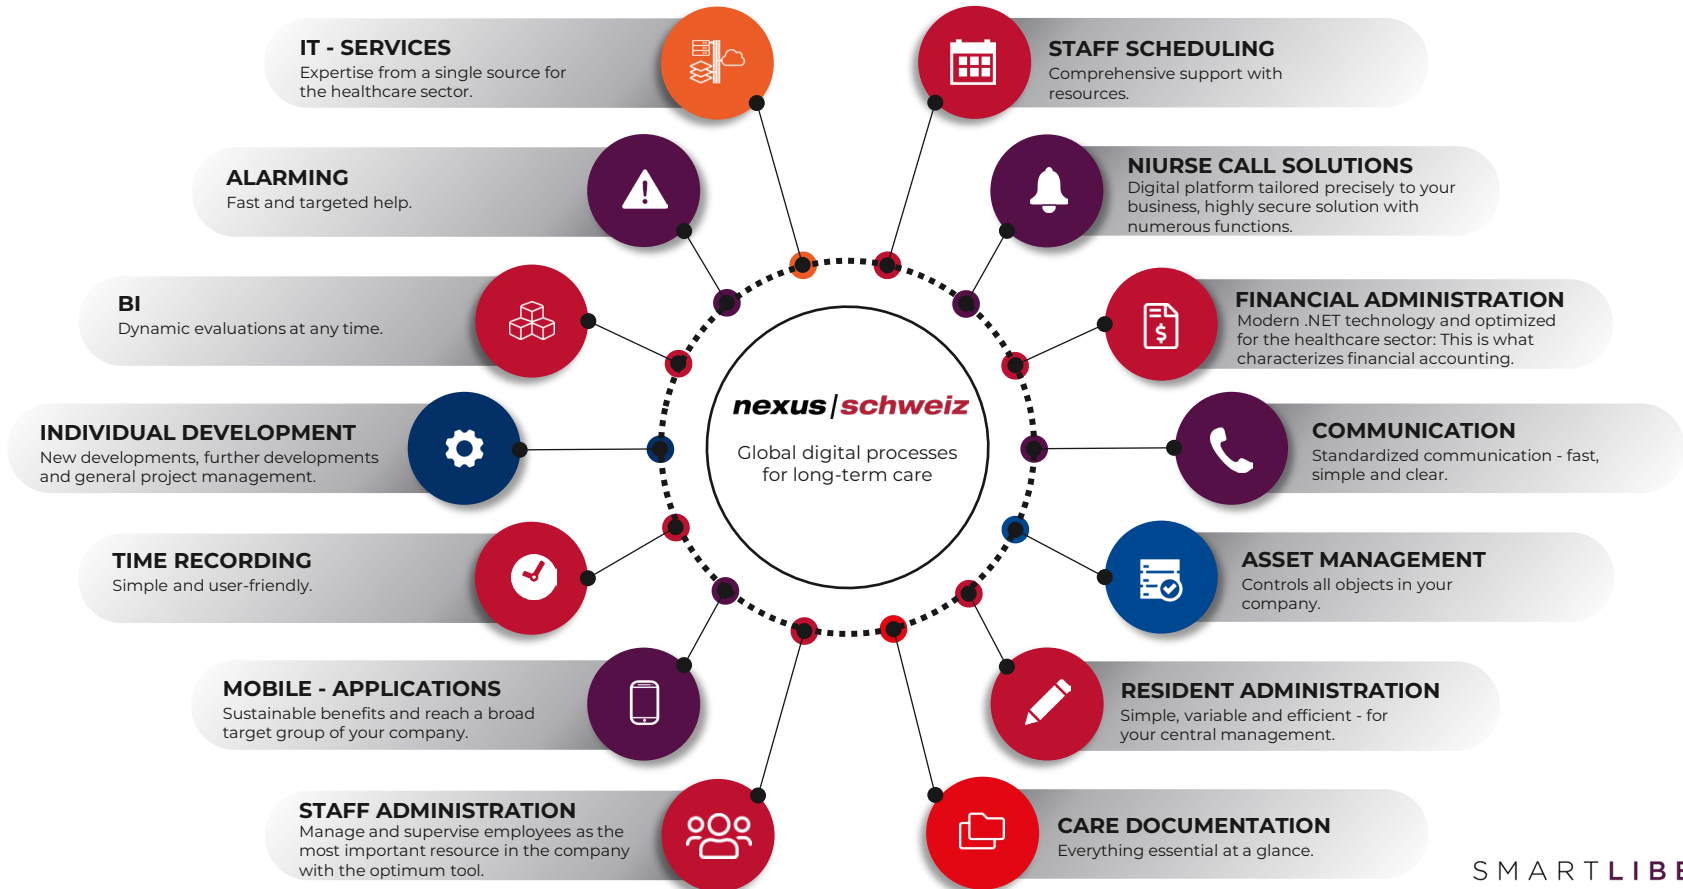 IT - SERVICES
Expertise from a single source for
the healthcare sector.
ALARMING
Fast and targeted help.
BI
Dynamic evaluations at any time.
INDIVIDUAL DEVELOPMENT
New developments, further developments
and general project management.
TIME RECORDING
Simple and user-friendly.
MOBILE - APPLICATIONS
Sustainable benefits and reach a broad
target group of your company.
STAFF ADMINISTRATION
Manage and supervise employees as the
most important resource in the company
with the optimum tool.
nexus/schweiz
Global digital processes
for long-term care
STAFF SCHEDULING
Comprehensive support with
resources.
NIURSE CALL SOLUTIONS
Digital platform tailored precisely to your
business, highly secure solution with
numerous functions.
FINANCIAL ADMINISTRATION
Modern .NET technology and optimized
for the healthcare sector: This is what
characterizes financial accounting.
COMMUNICATION
Standardized communication - fast,
simple and clear.
ASSET MANAGEMENT
Controls all objects in your
company.
RESIDENT ADMINISTRATION
Simple, variable and efficient - for
your central management.
CARE DOCUMENTATION
Everything essential at a glance.
SMARTLIBE